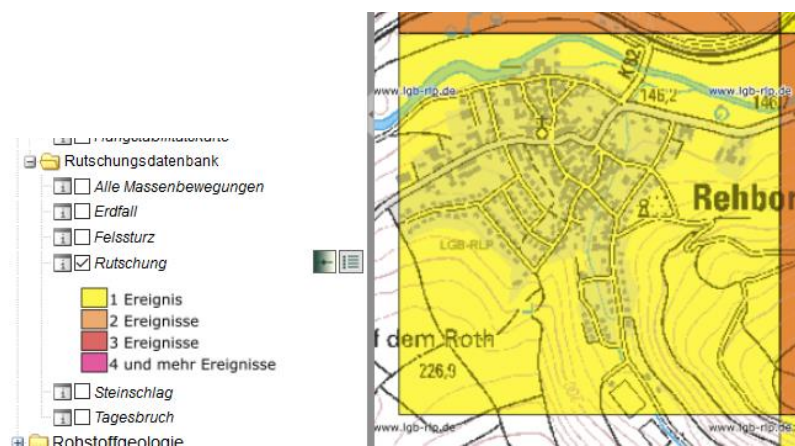 Hangstabilitätskarte
Rutschungsdatenbank
Alle Massenbewegungen
Erdfall
Felssturz
Rutschung
1 Ereignis
2 Ereignisse
3 Ereignisse
4 und mehr Ereignisse
Steinschlag
Tagesbruch
Rohstoffgeologie
K82
www.lgb-rlp.de
146,2
www.lgb-rlp.de
Rehbor
LGB-RLP
f dem Roth
226,9
www.lgb-rlp.de
www.lgb-rlp.de